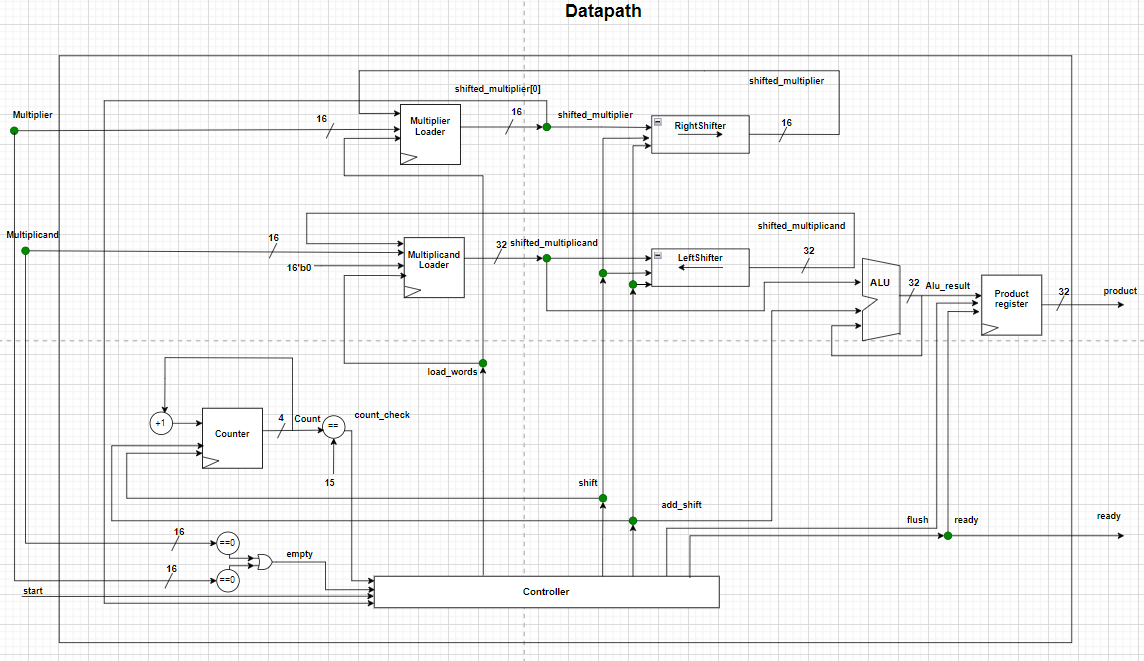 Datapath
shifted_multiplier
shifted_multiplier[0]
Multiplier
16
Multiplier
Loader
16
shifted_multiplier
RightShifter
16
Multiplicand
16
16'b0
Multiplicand
Loader
32
shifted_multiplicand
shifted_multiplicand
LeftShifter
32
ALU
32
Alu_result
Product
register
32
product
load_words
+1
Counter
4
Count
==
count_check
15
shift
add_shift
flush
ready
ready
16
==0
empty
16
==0
start
Controller